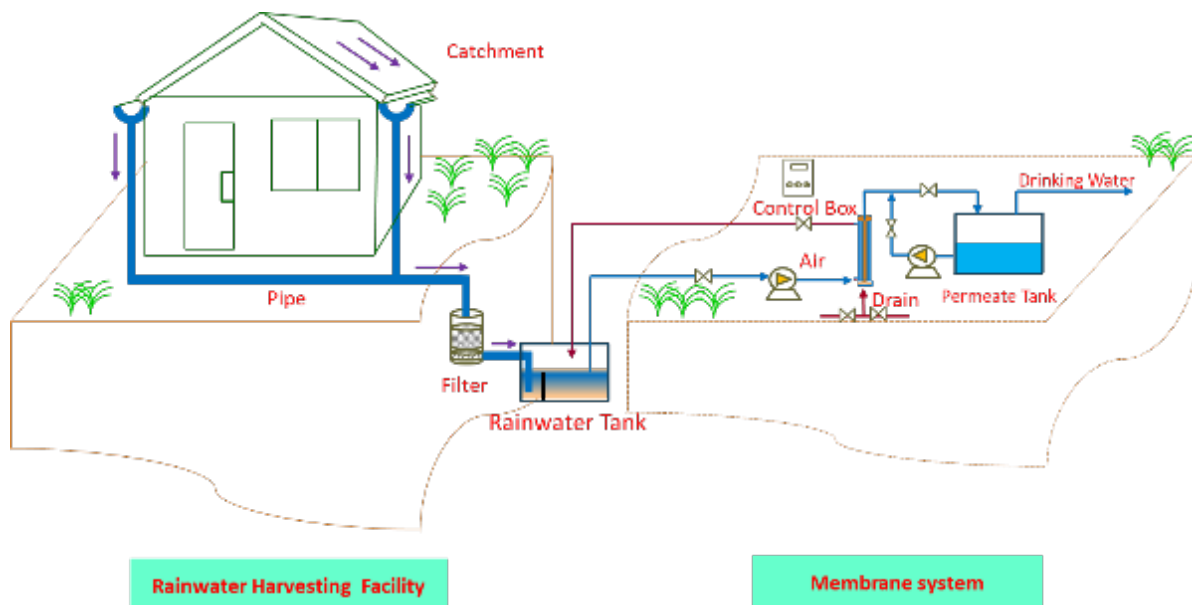 Catchment
Pipe
Filter
Rainwater Tank
Control Box
Air
Drain
Drinking Water
Permeate Tank
Rainwater Harvesting Facility
Membrane system